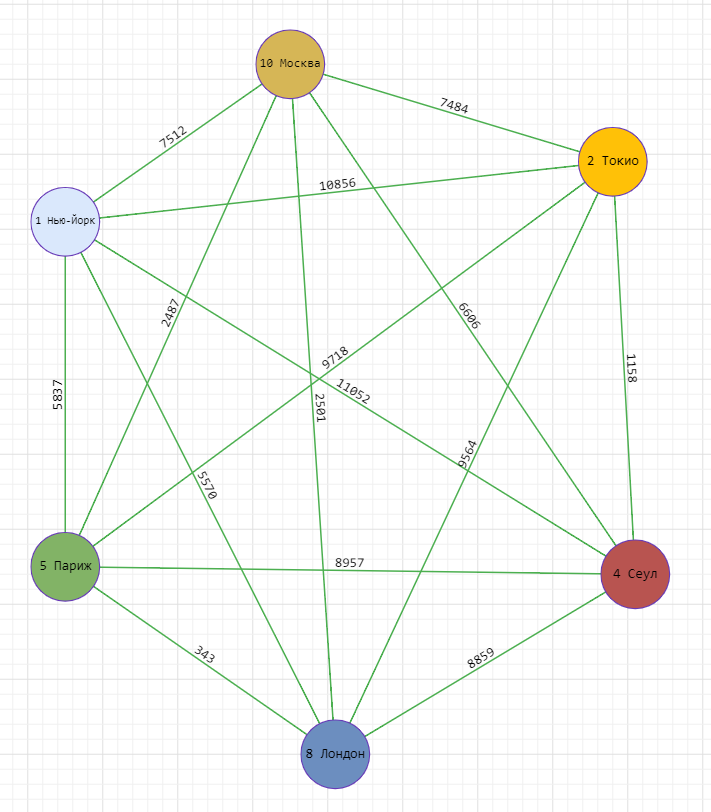 10 Москва
7484
7512
2 Токио
10856
1 Нью-Йорк
2487
6606
9718
1158
11052
5837
2501
9564
5570
8957
5 Париж
4 Сеул
343
8859
8 Лондон